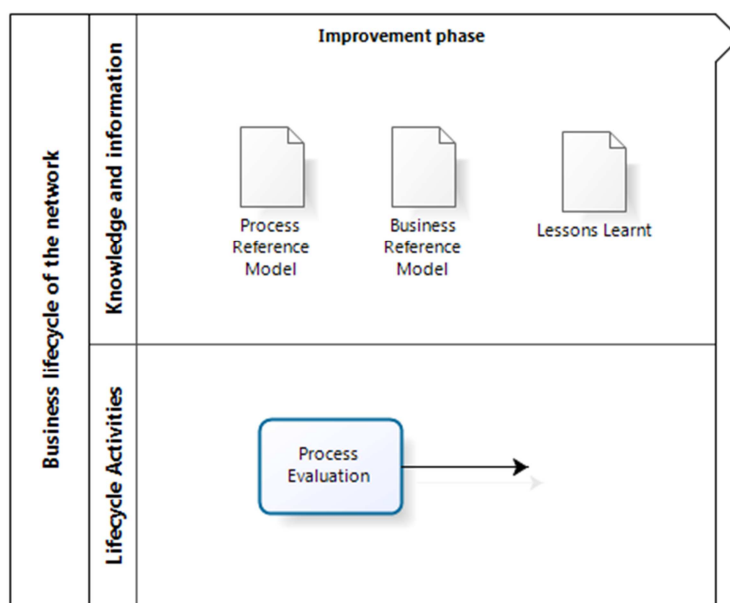 Improvement phase
Business lifecycle of the network
Knowledge and information
Process
Reference
Model
Business
Reference
Model
Lessons Learnt
Lifecycle Activities
Process
Evaluation